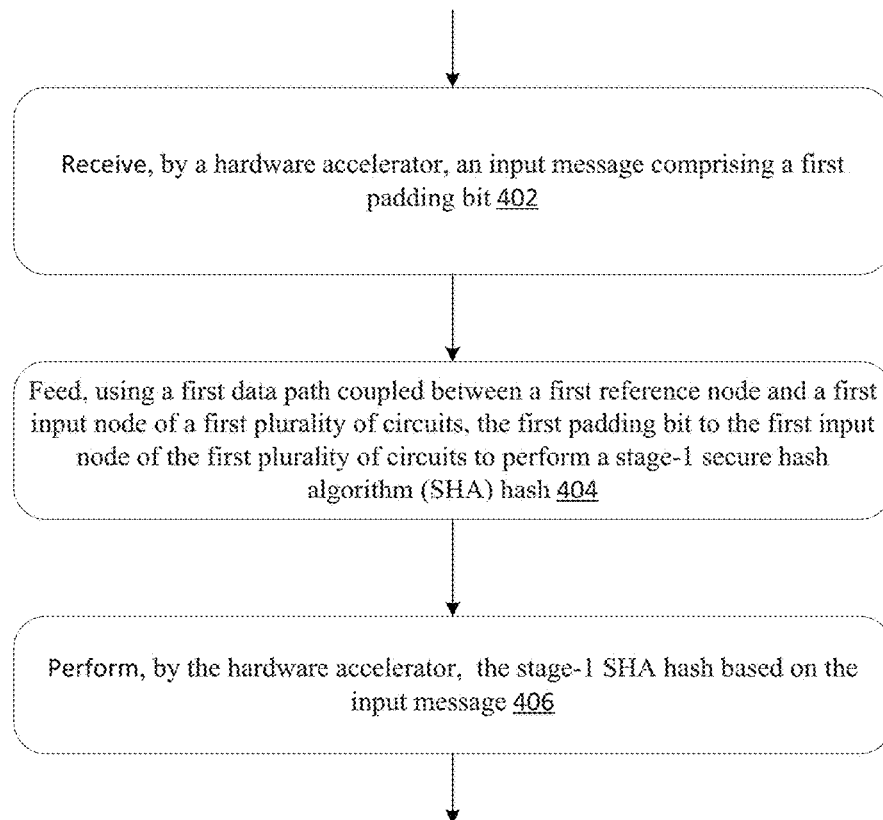 Receive, by a hardware accelerator, an input message comprising a first
padding bit 402
Feed, using a first data path coupled between a first reference node and a first
input node of a first plurality of circuits, the first padding bit to the first input
node of the first plurality of circuits to perform a stage-1 secure hash
algorithm (SHA) hash 404
Perform, by the hardware accelerator, the stage-1 SHA hash based on the
input message 406